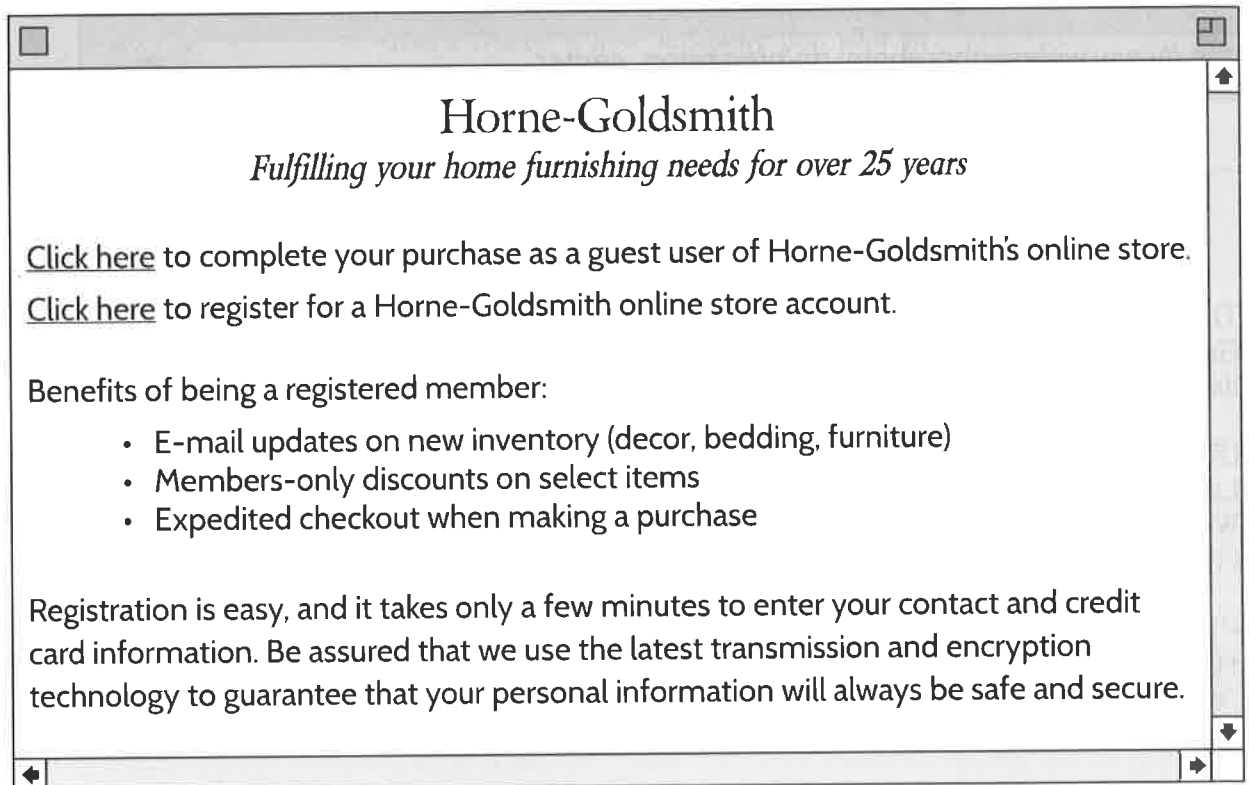 Horne-Goldsmith
Fulfilling your home furnishing needs for over 25 years
Click here to complete your purchase as a guest user of Horne-Goldsmith's online store.
Click here to register for a Horne-Goldsmith online store account.
Benefits of being a registered member:
• E-mail updates on new inventory (decor, bedding, furniture)
• Members-only discounts on select items
• Expedited checkout when making a purchase
Registration is easy, and it takes only a few minutes to enter your contact and credit
card information. Be assured that we use the latest transmission and encryption
technology to guarantee that your personal information will always be safe and secure.